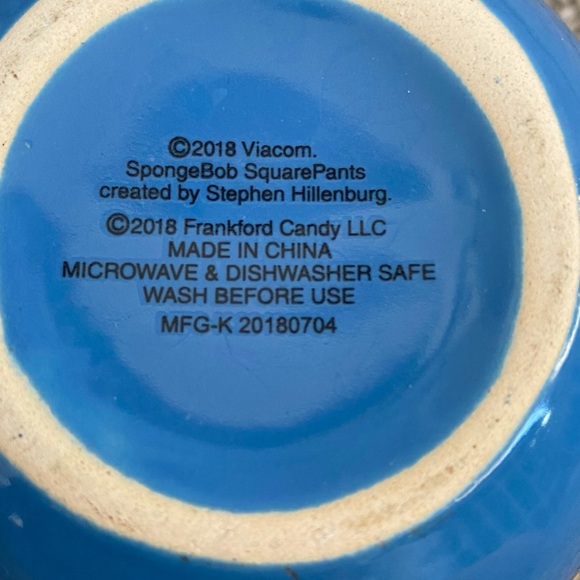 ©2018 Viacom.
SpongeBob SquarePants
created by Stephen Hillenburg.
©2018 Frankford Candy LLC
MADE IN CHINA
MICROWAVE & DISHWASHER SAFE
WASH BEFORE USE
MFG-K 20180704